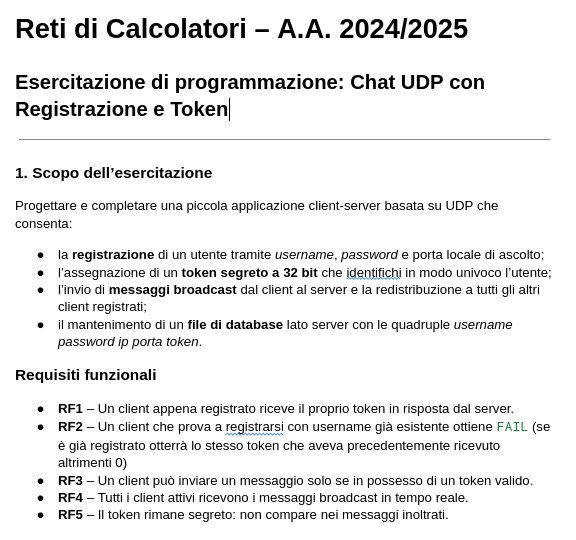 Reti di Calcolatori – A.A. 2024/2025
Esercitazione di programmazione: Chat UDP con
Registrazione e Token
1. Scopo dell’esercitazione
Progettare e completare una piccola applicazione client-server basata su UDP che
consenta:
● la registrazione di un utente tramite username, password e porta locale di ascolto;
● l’assegnazione di un token segreto a 32 bit che identifichi in modo univoco l’utente;
● l’invio di messaggi broadcast dal client al server e la redistribuzione a tutti gli altri
client registrati;
● il mantenimento di un file di database lato server con le quadruple username
password ip porta token.
Requisiti funzionali
● RF1 – Un client appena registrato riceve il proprio token in risposta dal server.
● RF2 – Un client che prova a registrarsi con username già esistente ottiene FAIL (se
è già registrato otterrà lo stesso token che aveva precedentemente ricevuto
altrimenti 0)
● RF3 – Un client può inviare un messaggio solo se in possesso di un token valido.
● RF4 – Tutti i client attivi ricevono i messaggi broadcast in tempo reale.
● RF5 – Il token rimane segreto: non compare nei messaggi inoltrati.